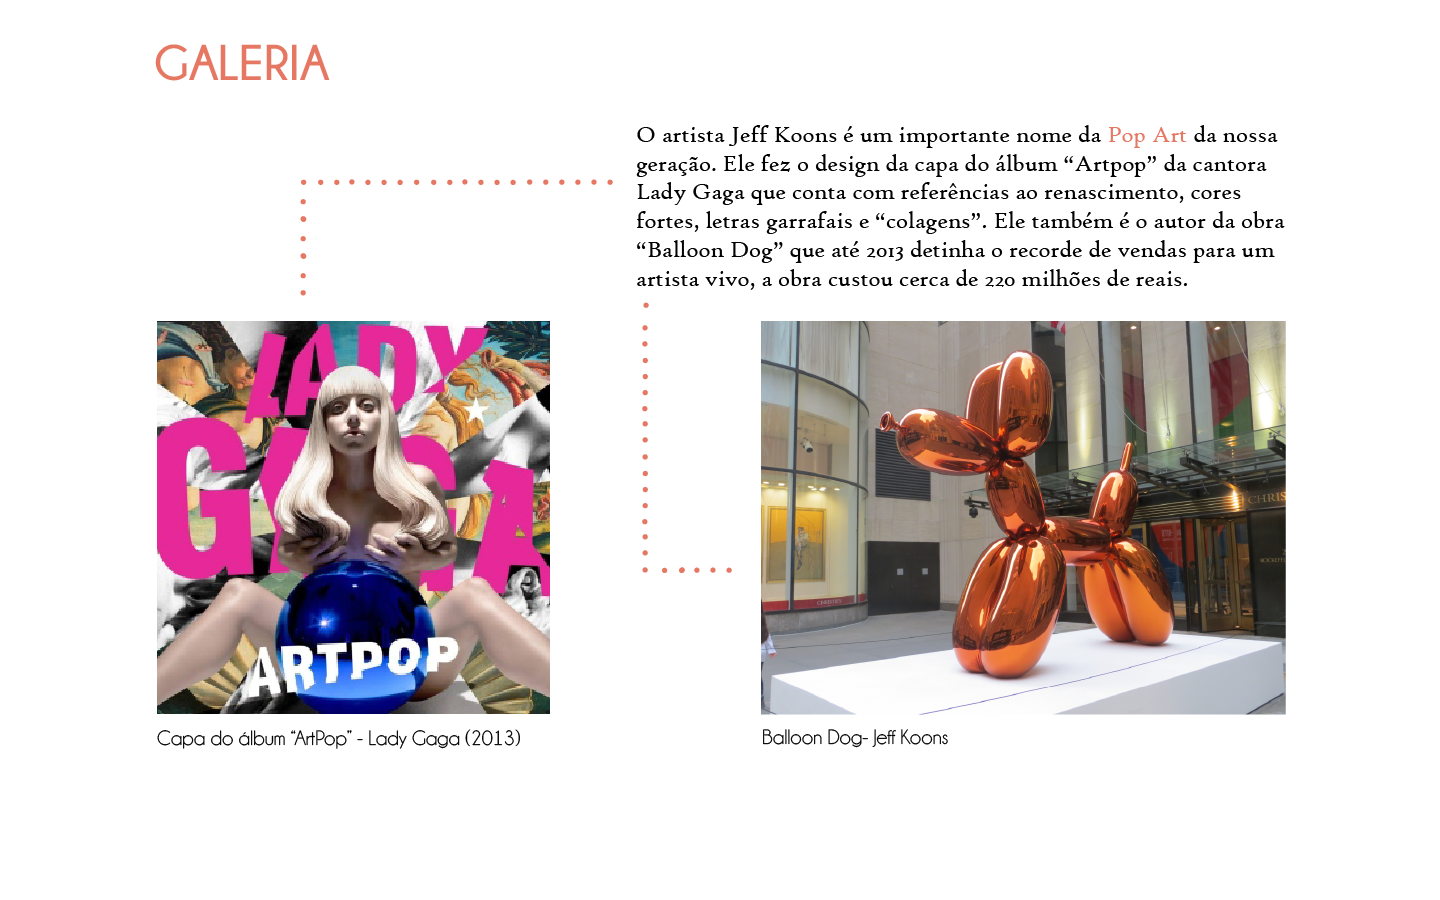 GALERIA
O artista Jeff Koons é um importante nome da Pop Art da nossa
geração. Ele fez o design da capa do álbum “Artpop” da cantora
Lady Gaga que conta com referências ao renascimento, cores
fortes, letras garrafais e “colagens”. Ele também é o autor da obra
“Balloon Dog” que até 2013 detinha o recorde de vendas para um
artista vivo, a obra custou cerca de 220 milhões de reais.
LADY
GAGA
ARTPOP
CHRIS
CHRISTIE'S
Capa do álbum “ArtPop” - Lady Gaga (2013)
Balloon Dog- Jeff Koons